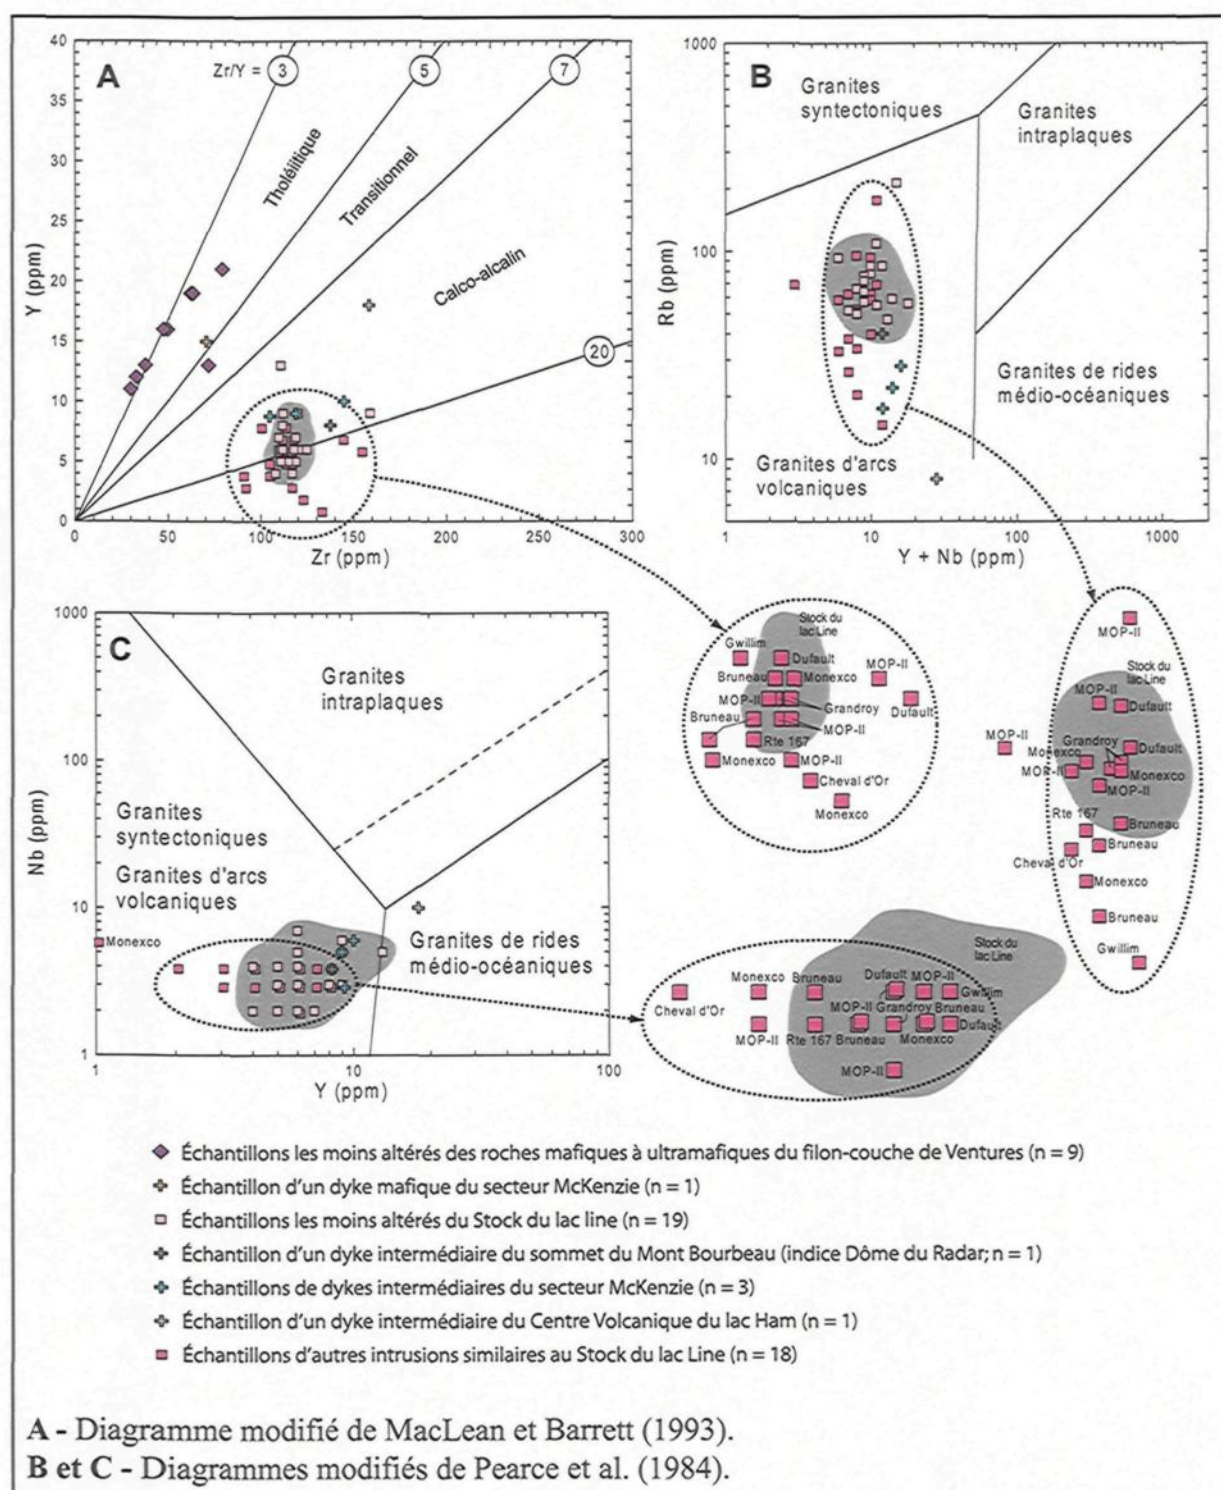 A
Zr/Y = 3
5
7
20
Tholéiitique
Transitionnel
Calco-alcalin
Y (ppm)
40
35
30
25
20
15
10
5
0
0
50
100
150
200
250
300
Zr (ppm)
B
Granites
syntectoniques
Granites
intraplaques
Granites de rides
médio-océaniques
Granites d'arcs
volcaniques
Rb (ppm)
1000
100
10
1
10
100
1000
Y + Nb (ppm)
C
Granites
intraplaques
Granites
syntectoniques
Granites d'arcs
volcaniques
Granites de rides
médio-océaniques
Monexco
Nb (ppm)
1000
100
10
1
1
10
100
Y (ppm)
Stock du
lac Line
Gwillim
Dufault
MOP-II
Bruneau
Monexco
MOP-II
Grandroy
Dufault
Bruneau
MOP-II
Rte 167
Monexco
MOP-II
Cheval d'Or
Monexco
MOP-II
Stock du
lac Line
MOP-II
Dufault
MOP-II
Grandroy
Dufault
Monexco
MOP-II
Monexco
MOP-II
Rte 167
Bruneau
Bruneau
Cheval d'Or
Monexco
Bruneau
Gwillim
Stock du
lac Line
Monexco
Bruneau
Dufault
MOP-II
Gwillim
Cheval d'Or
MOP-II
Grandroy
Bruneau
MOP-II
Rte 167
Bruneau
Monexco
Dufault
MOP-II
Échantillons les moins altérés des roches mafiques à ultramafiques du filon-couche de Ventures (n = 9)
Échantillon d'un dyke mafique du secteur McKenzie (n = 1)
Échantillons les moins altérés du Stock du lac line (n = 19)
Échantillon d'un dyke intermédiaire du sommet du Mont Bourbeau (indice Dôme du Radar; n = 1)
Échantillons de dykes intermédiaires du secteur McKenzie (n = 3)
Échantillon d'un dyke intermédiaire du Centre Volcanique du lac Ham (n = 1)
Échantillons d'autres intrusions similaires au Stock du lac Line (n = 18)
A - Diagramme modifié de MacLean et Barrett (1993).
B et C - Diagrammes modifiés de Pearce et al. (1984).